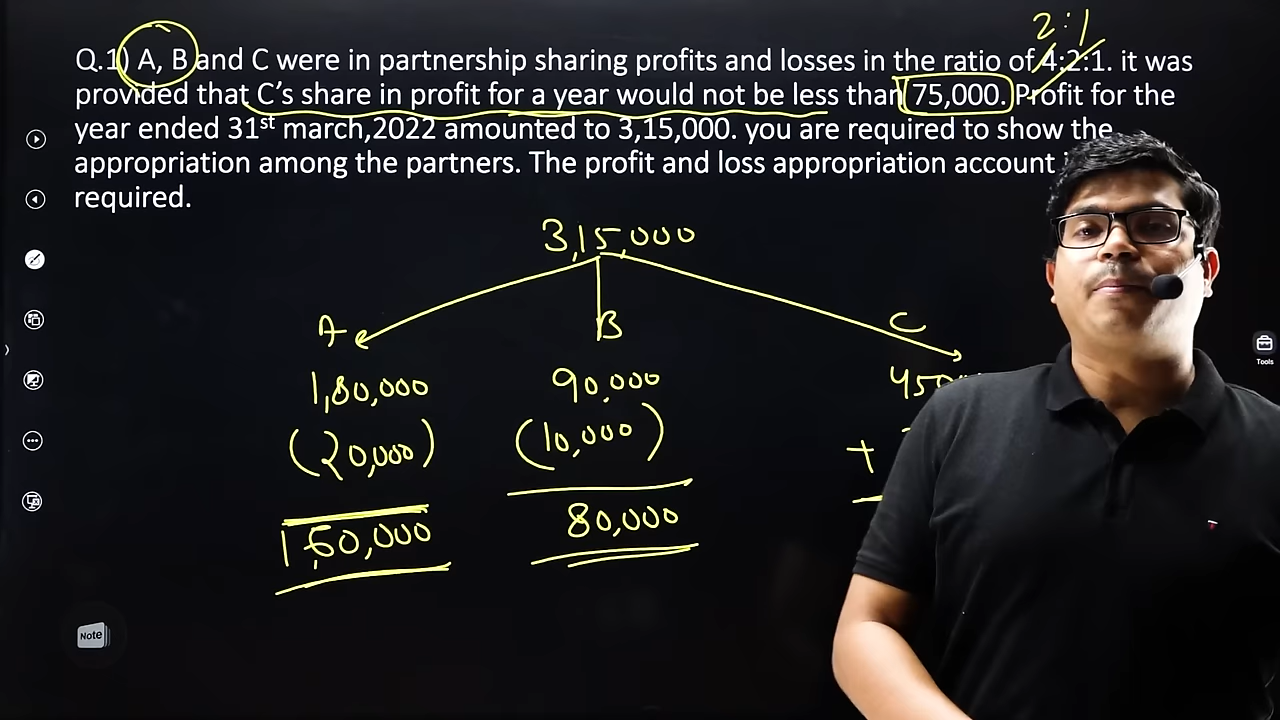 2:1
Q.1) A, B and C were in partnership sharing profits and losses in the ratio of 4:2:1. it was
provided that C's share in profit for a year would not be less than 75,000. Profit for the
year ended 31st march,2022 amounted to 3,15,000. you are required to show the
appropriation among the partners. The profit and loss appropriation account
required.
3,15,000
A B C
1,80,000 90,000 450
(20,000) (10,000) +
1,60,000 80,000
Tools
Note